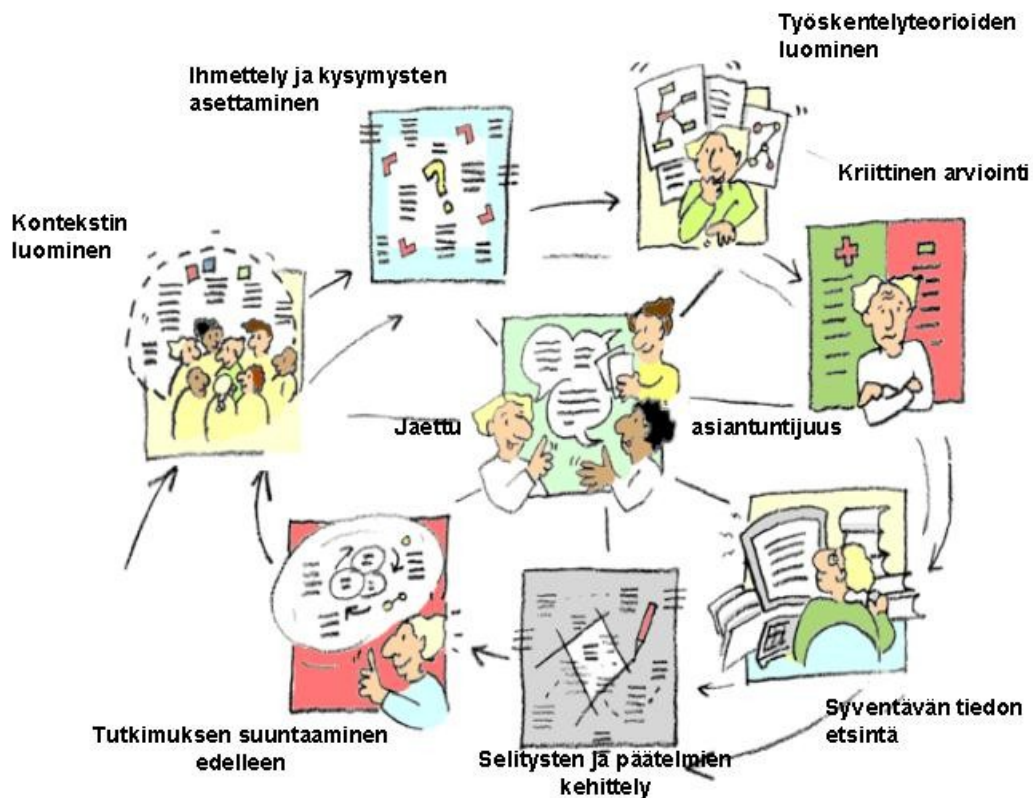 Työskentelyteorioiden
luominen
Ihmettely ja kysymysten
asettaminen
Kriittinen arviointi
Kontekstin
luominen
Jaettu
asiantuntijuus
Syventävän tiedon
etsintä
Tutkimuksen suuntaaminen
edelleen
Selitysten ja päätelmien
kehittely